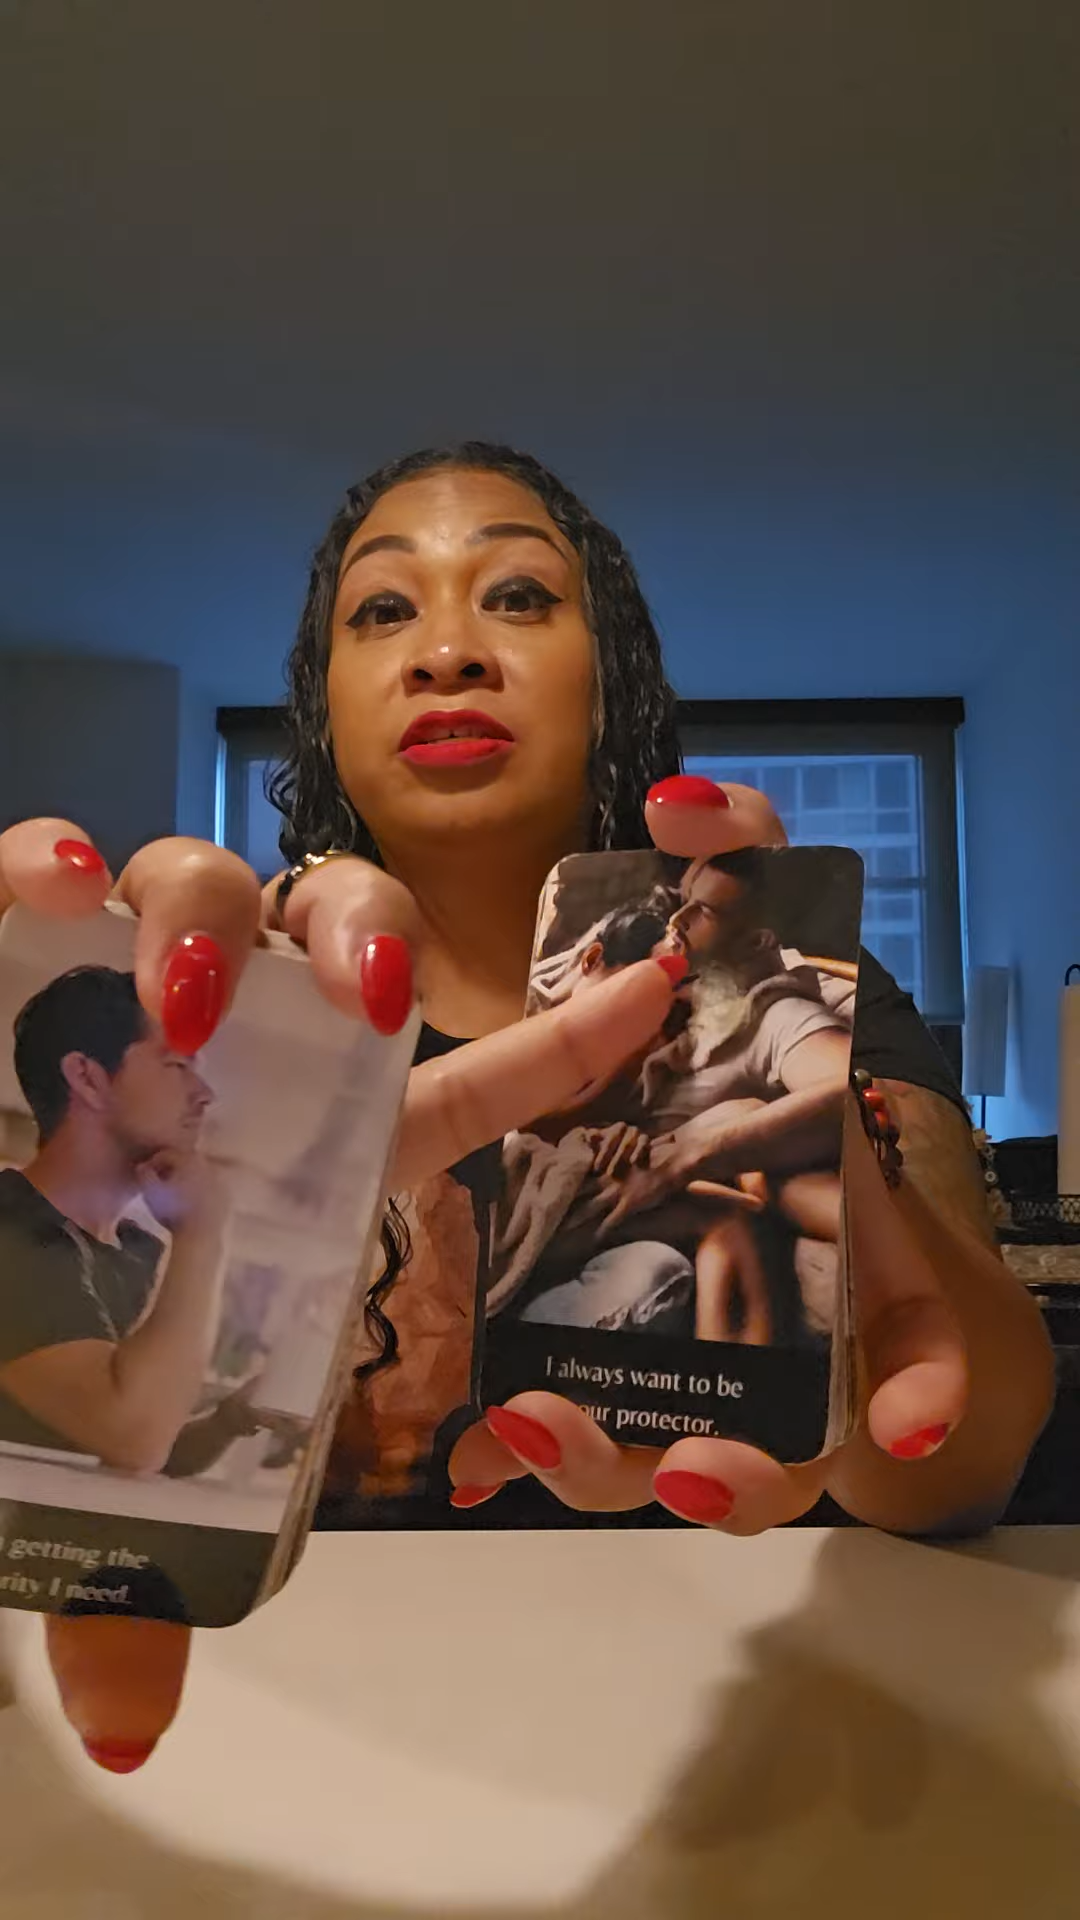 getting the
I need.
I always want to be
protector.